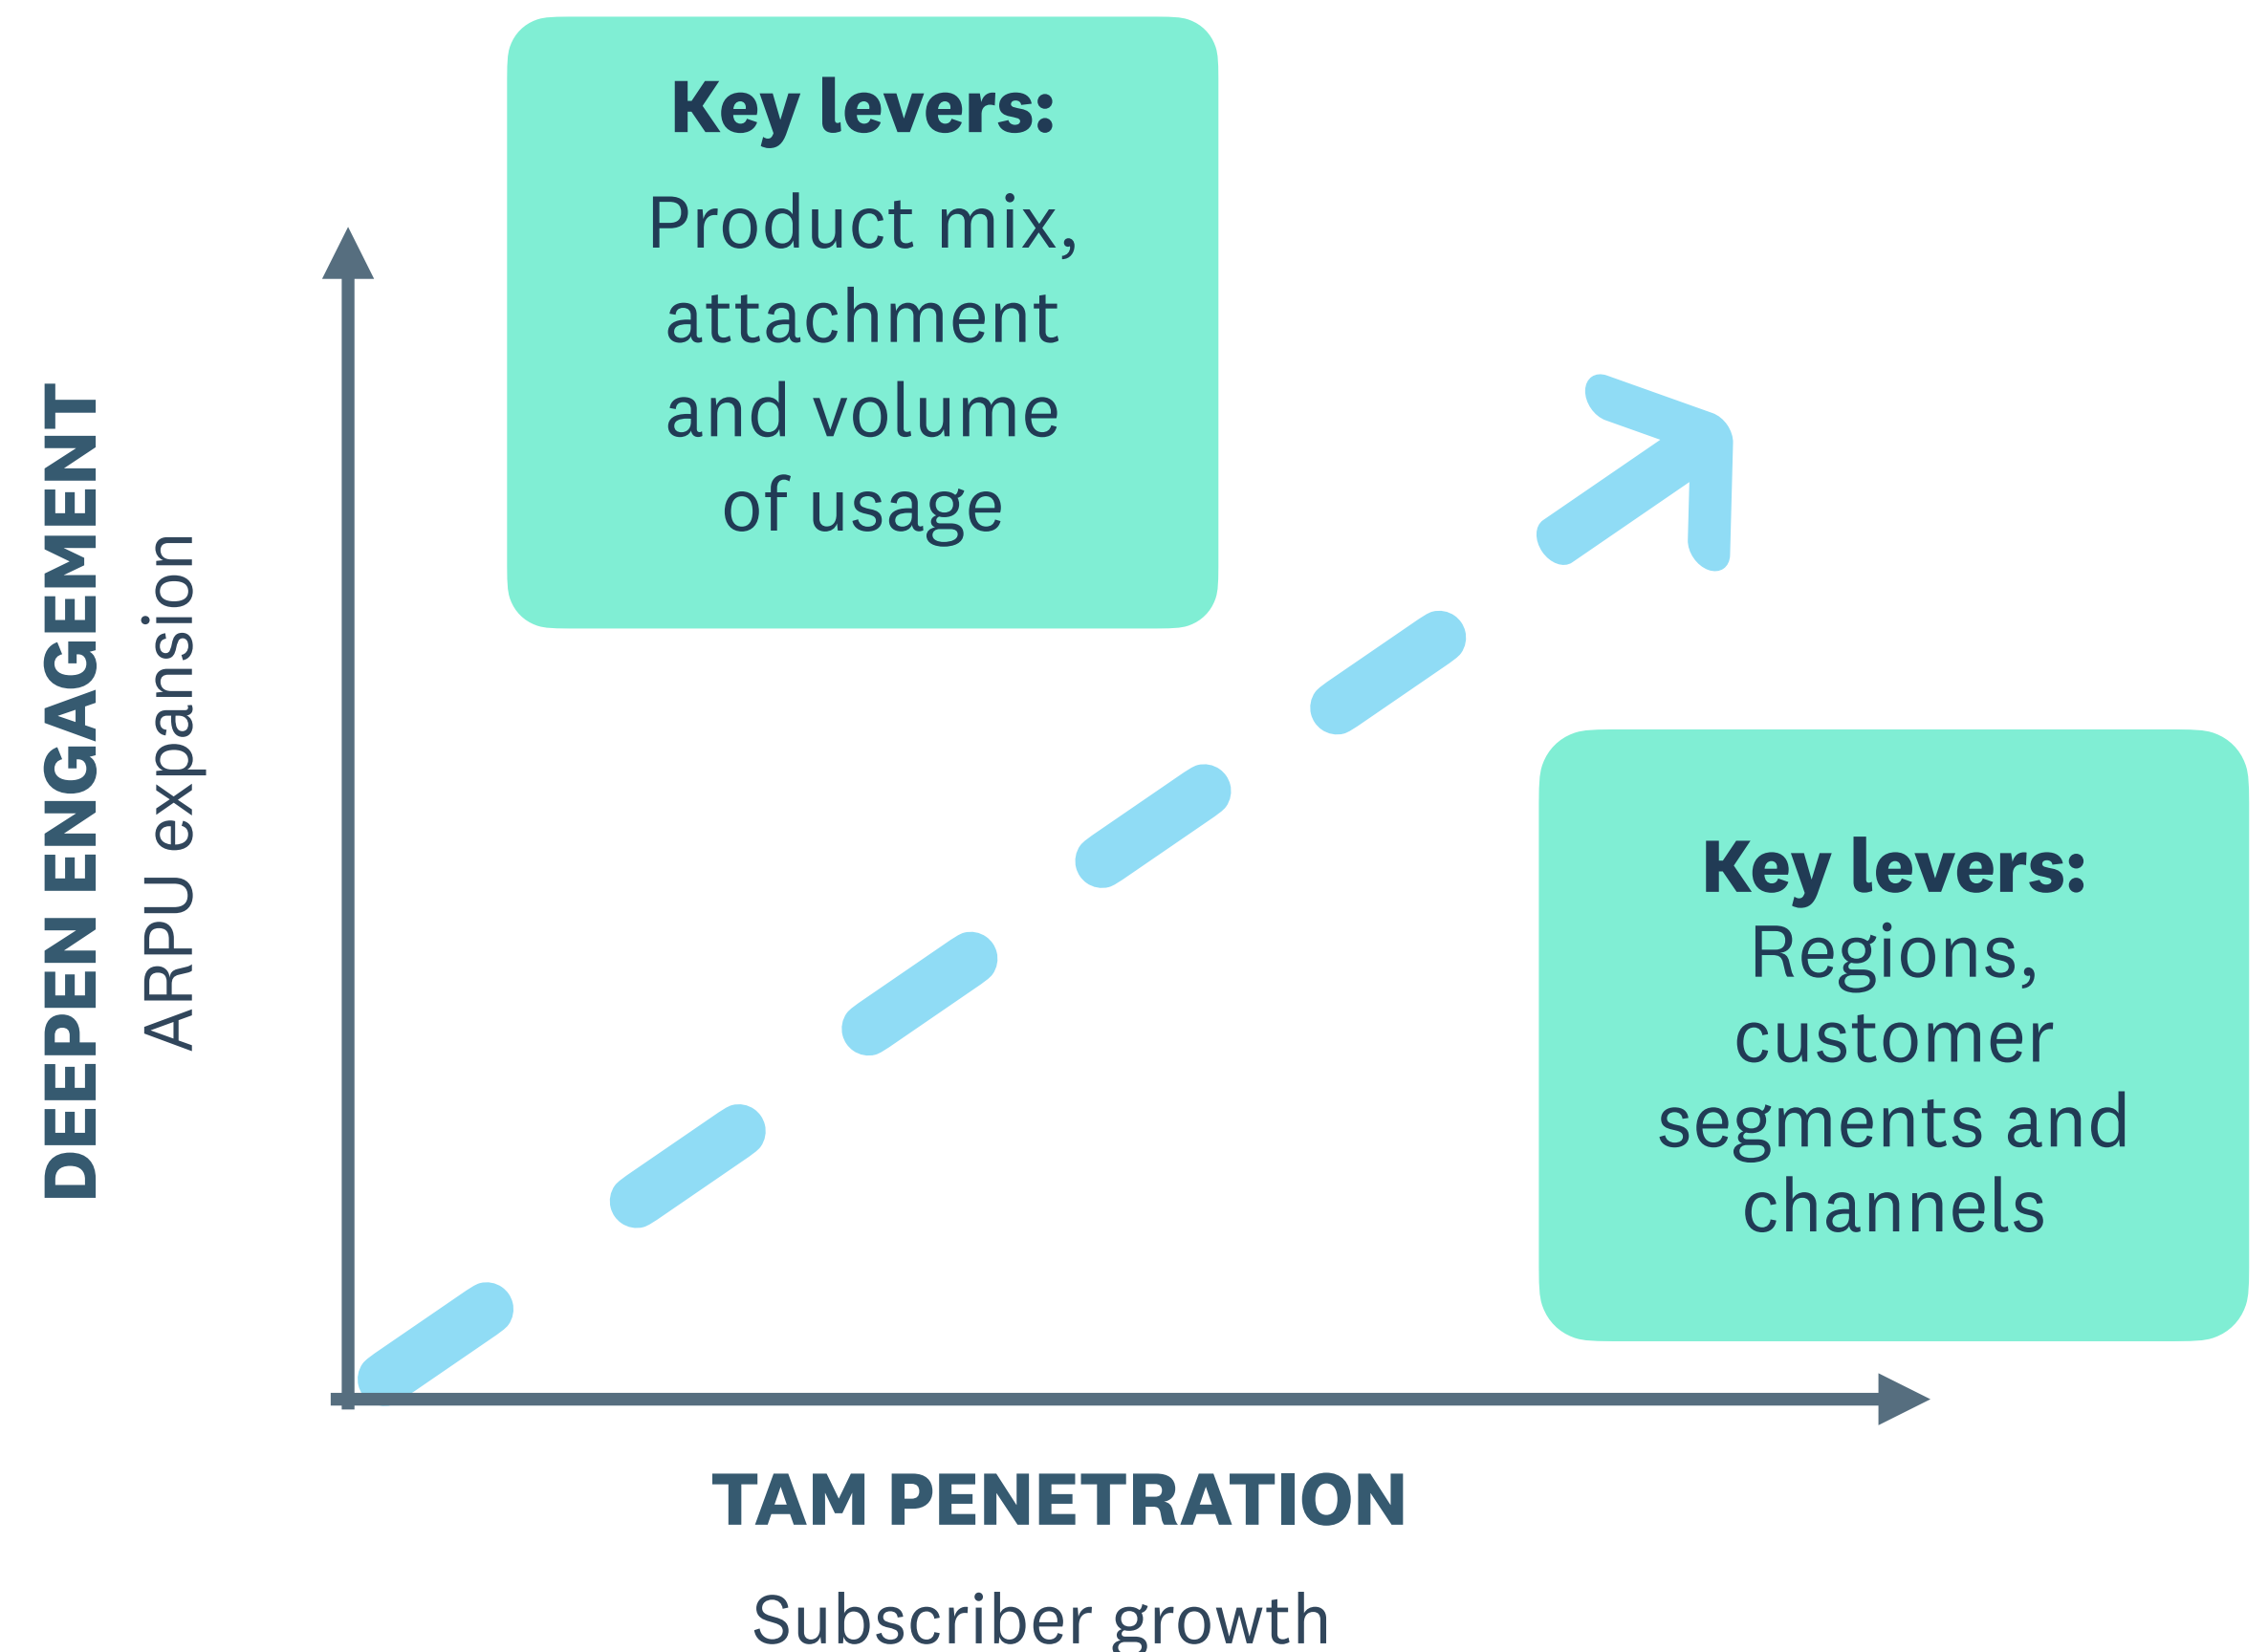 Key levers:
Product mix,
attachment
and volume
of usage
DEEPEN ENGAGEMENT
ARPU expansion
Key levers:
Regions,
customer
segments and
channels
TAM PENETRATION
Subscriber growth